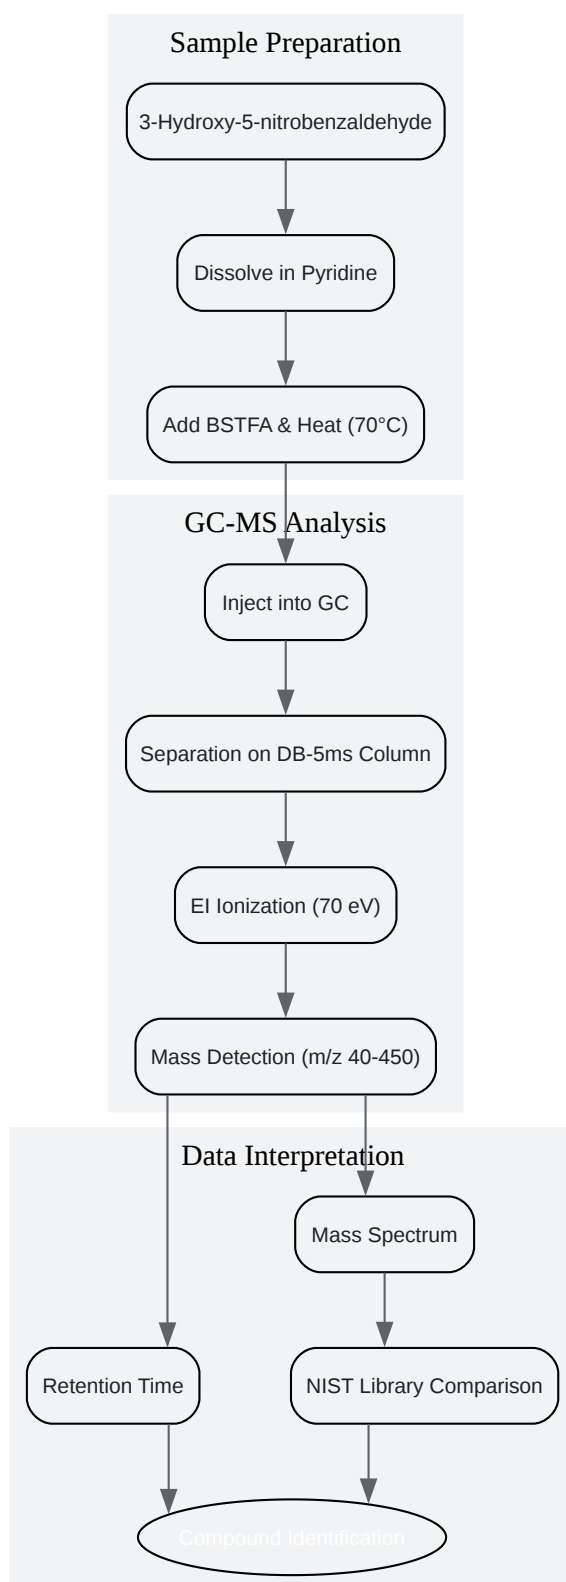 Sample Preparation
3-Hydroxy-5-nitrobenzaldehyde
Dissolve in Pyridine
Add BSTFA & Heat (70°C)
GC-MS Analysis
Inject into GC
Separation on DB-5ms Column
EI Ionization (70 eV)
Mass Detection (m/z 40-450)
Data Interpretation
Mass Spectrum
Retention Time
NIST Library Comparison
Compound Identification